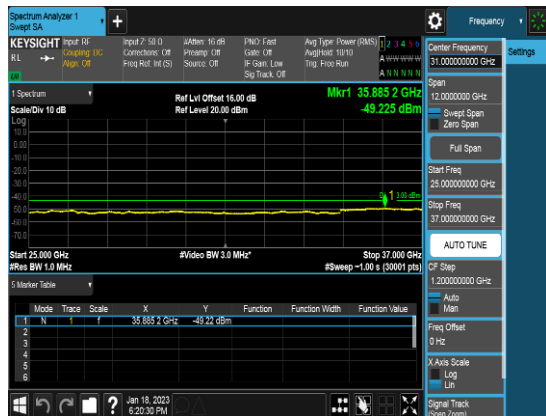 Spectrum Analyzer 1
Swept SA
Frequency
KEYSIGHT Input: RF Input Z: 50 Ω #Atten: 16 dB PNO: Fast Avg Type: Power (RMS) 1 2 3 4 5 6
RL Coupling: DC Corrections: Off Preamp: Off Gate: Off Avg|Hold: 10/10 A W W W W W
Align: Off Freq Ref: Int (S) Source: Off IF Gain: Low Trig: Free Run
Sig Track: Off A N N N N N
Center Frequency
31.000000000 GHz
Settings
Span
12.0000000 GHz
Swept Span
Zero Span
Full Span
Start Freq
25.000000000 GHz
Stop Freq
37.000000000 GHz
AUTO TUNE
CF Step
1.200000000 GHz
Auto
Man
Freq Offset
0 Hz
X Axis Scale
Log
Lin
Signal Track
(Span Zoom)
1 Spectrum
Scale/Div 10 dB
Ref Lvl Offset 16.00 dB
Ref Level 20.00 dBm
Mkr1 35.885 2 GHz
-49.225 dBm
Log
10.0
0.00
-10.0
-20.0
-30.0
-40.0
-50.0
-60.0
-70.0
1
Start 25.000 GHz #Video BW 3.0 MHz* Stop 37.000 GHz
#Res BW 1.0 MHz #Sweep ~1.00 s (30001 pts)
5 Marker Table
Mode Trace Scale X Y Function Function Width Function Value
1 N 1 f 35.885 2 GHz -49.22 dBm
2
3
4
5
6
Jan 18, 2023
6:20:30 PM